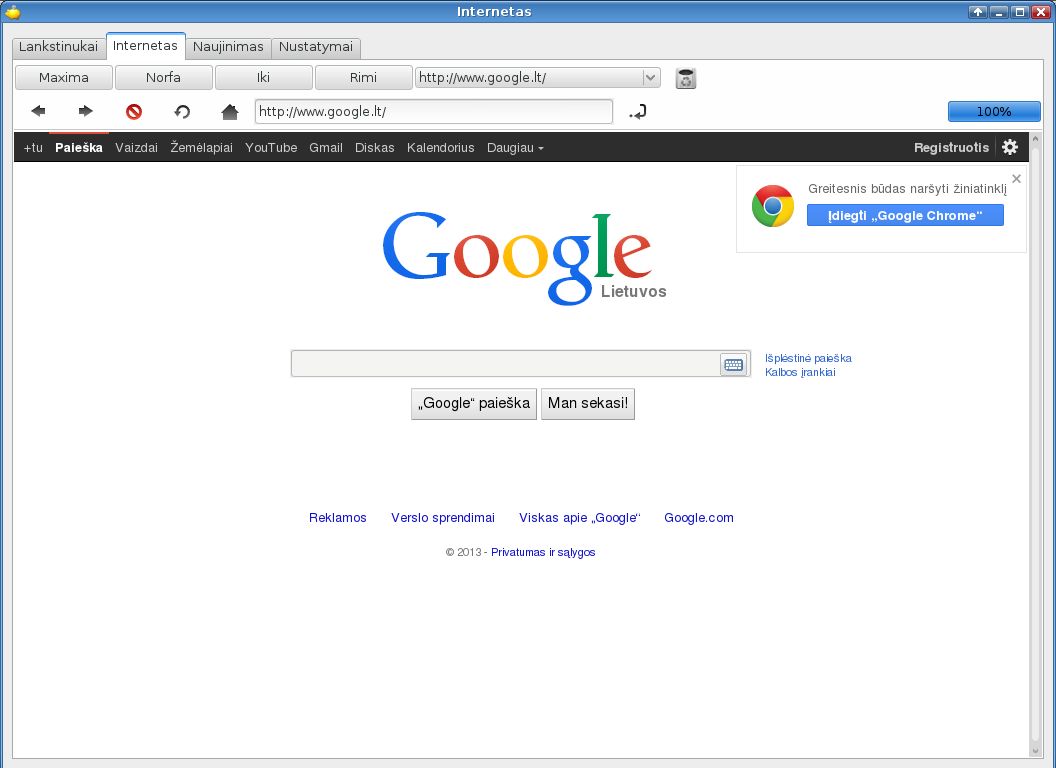 Internetas
Lankstinukai Internetas Naujinimas Nustatymai
Maxima Norfa Iki Rimi http://www.google.lt/
http://www.google.lt/ 100%
+tu Paieška Vaizdai Žemėlapiai YouTube Gmail Diskas Kalendorius Daugiau Registruotis
Greitesnis būdas naršyti žiniatinklį
Įdiegti „Google Chrome“
Google
Lietuvos
Išplėstinė paieška
Kalbos įrankiai
„Google“ paieška Man sekasi!
Reklamos Verslo sprendimai Viskas apie „Google“ Google.com
© 2013 - Privatumas ir sąlygos